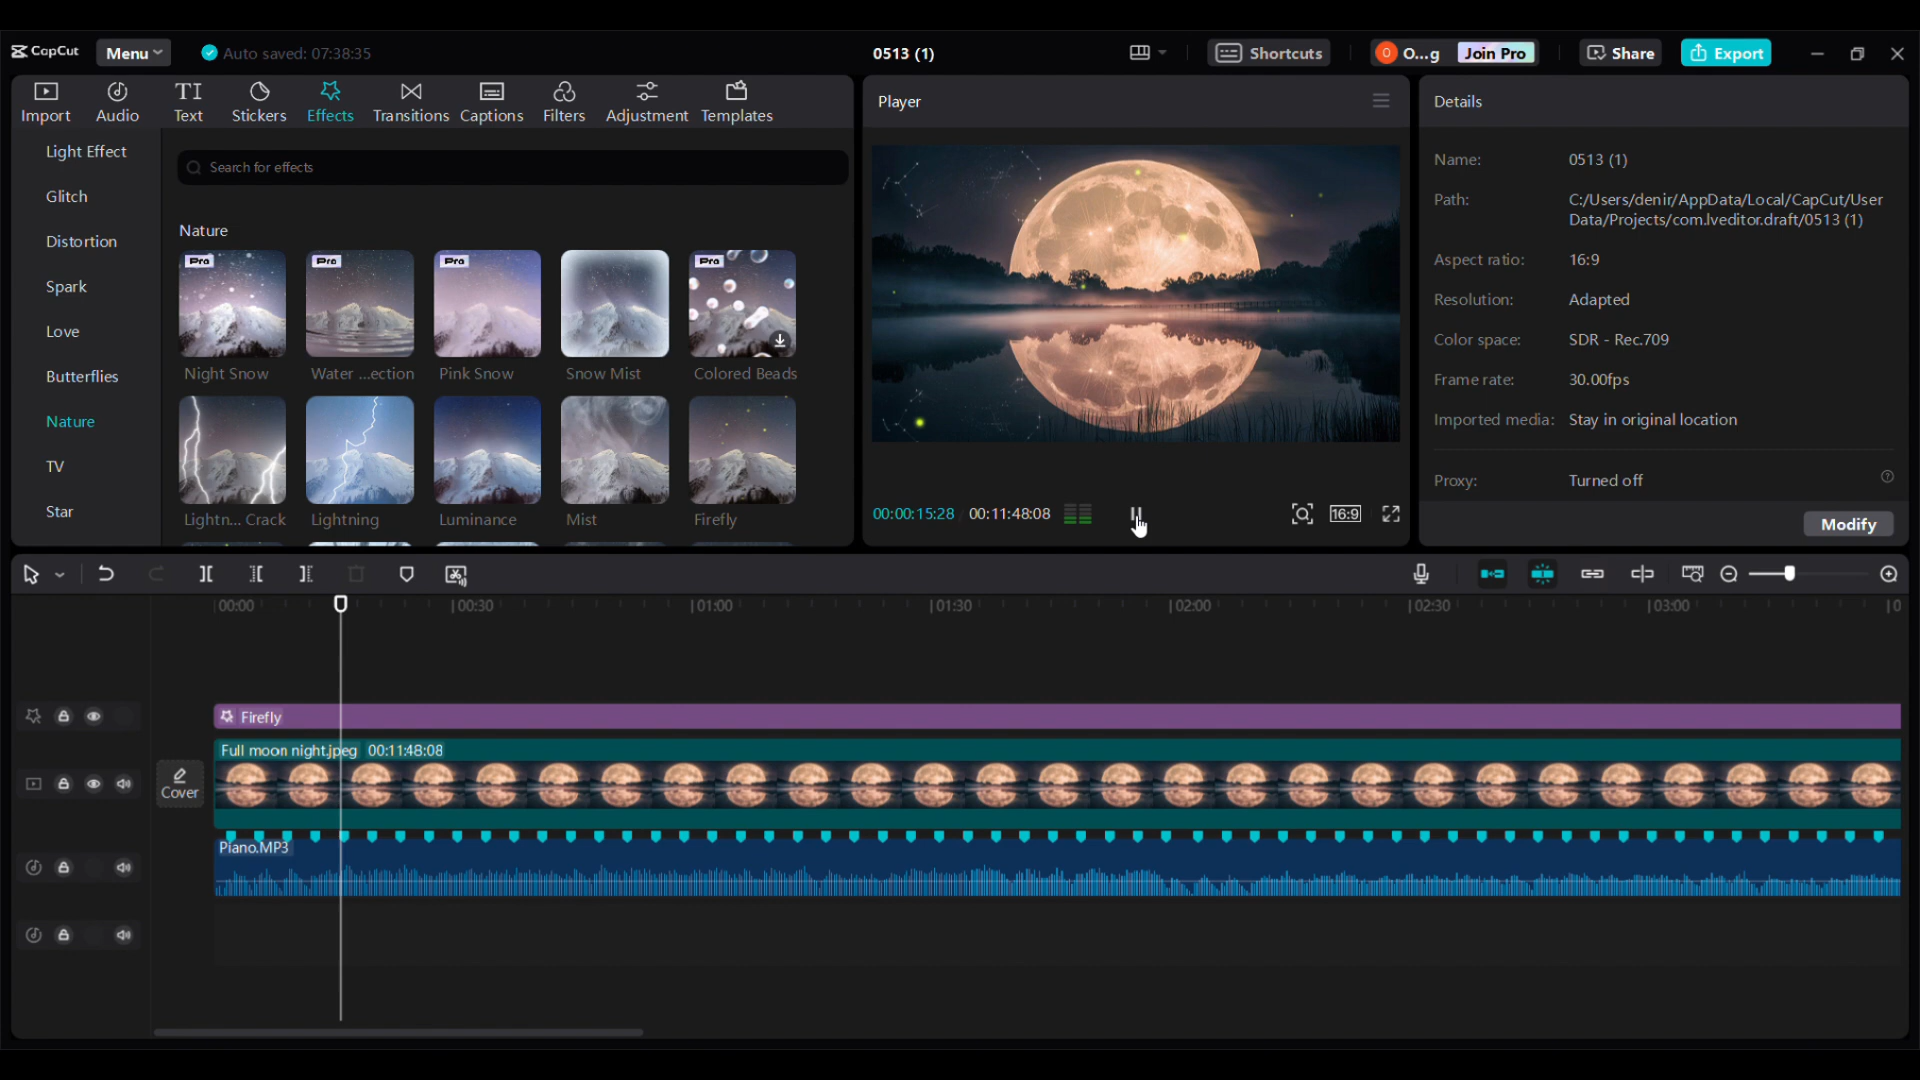 CapCut
Menu
Auto saved: 07:38:35
0513 (1)
Shortcuts
O
O...g
Join Pro
Share
Export
Import
Audio
TI
Text
Stickers
Effects
Transitions
Captions
Filters
Adjustment
Templates
Light Effect
Glitch
Distortion
Spark
Love
Butterflies
Nature
TV
Star
Search for effects
Nature
Pro
Pro
Pro
Pro
Night Snow
Water ...ection
Pink Snow
Snow Mist
Colored Beads
Lightn... Crack
Lightning
Luminance
Mist
Firefly
Player
00:00:15:28
00:11:48:08
16:9
Details
Name:
0513 (1)
Path:
C:/Users/denir/AppData/Local/CapCut/User
Data/Projects/com.lveditor.draft/0513 (1)
Aspect ratio:
16:9
Resolution:
Adapted
Color space:
SDR - Rec.709
Frame rate:
30.00fps
Imported media:
Stay in original location
Proxy:
Turned off
Modify
00:00
00:30
01:00
01:30
02:00
02:30
03:00
0
Firefly
Cover
Full moon night.jpeg 00:11:48:08
Piano.MP3